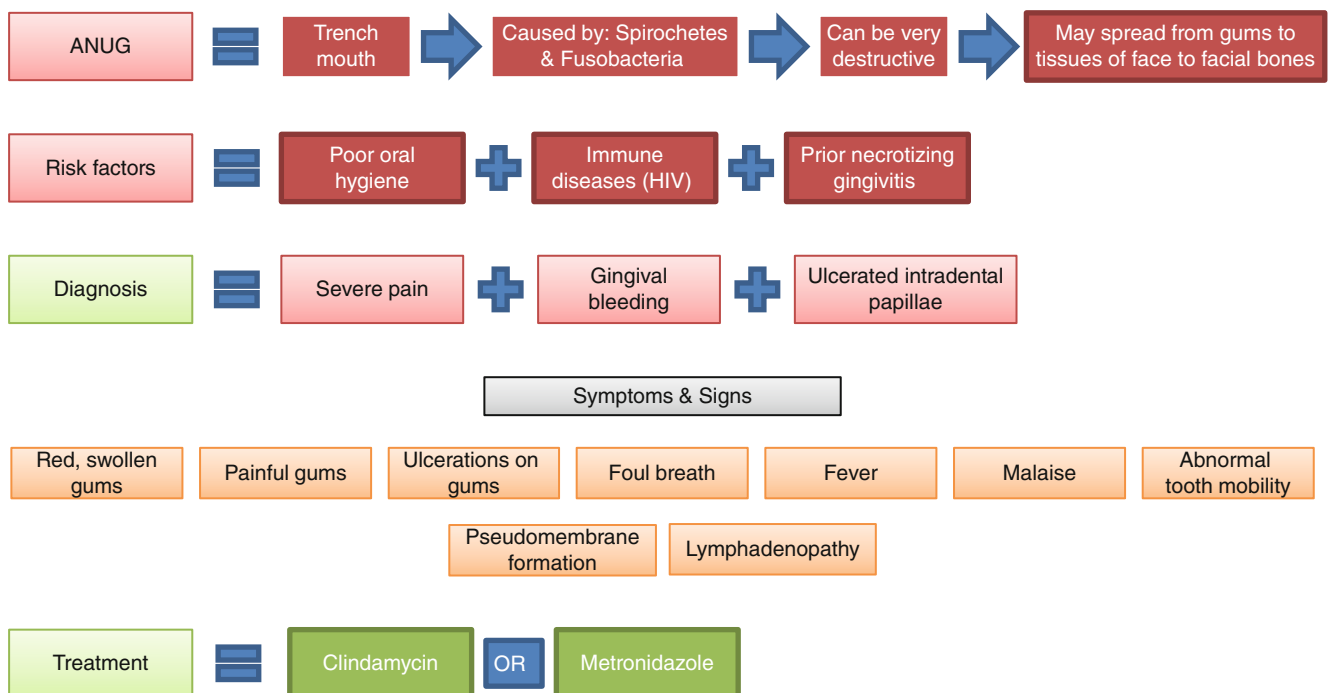 ANUG
Trench
mouth
Caused by: Spirochetes
& Fusobacteria
Can be very
destructive
May spread from gums to
tissues of face to facial bones
Risk factors
Poor oral
hygiene
Immune
diseases (HIV)
Prior necrotizing
gingivitis
Diagnosis
Severe pain
Gingival
bleeding
Ulcerated intradental
papillae
Symptoms & Signs
Red, swollen
gums
Painful gums
Ulcerations on
gums
Foul breath
Fever
Malaise
Abnormal
tooth mobility
Pseudomembrane
formation
Lymphadenopathy
Treatment
Clindamycin
OR
Metronidazole